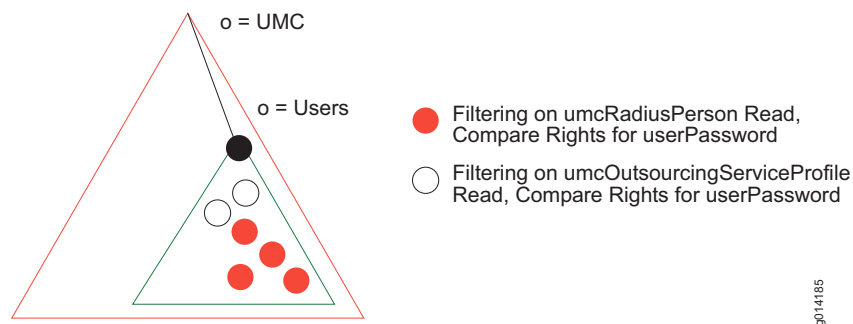 o = UMC
o = Users
Filtering on umcRadiusPerson Read,
Compare Rights for userPassword
Filtering on umcOutsourcingServiceProfile
Read, Compare Rights for userPassword
g014185